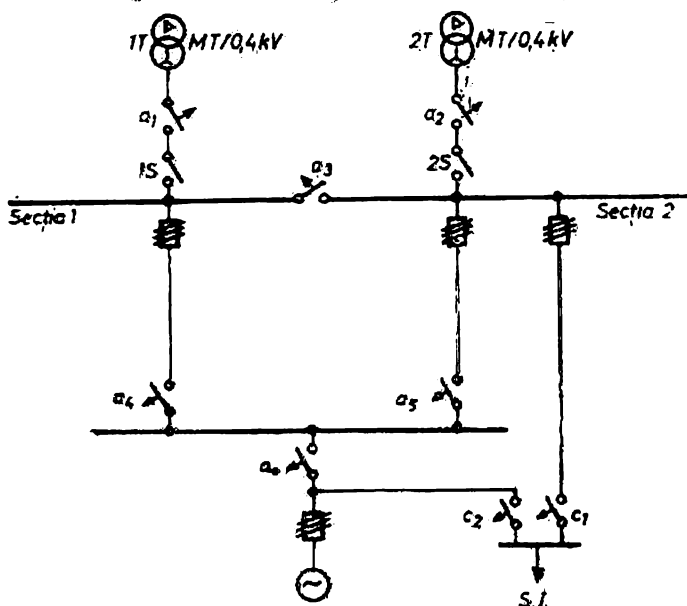 1T MT/0,4kV
2T MT/0,4kV
a1
a2
1S
2S
a3
Secția 1
Secția 2
a4
a5
a.
c2
c1
~
S.I.